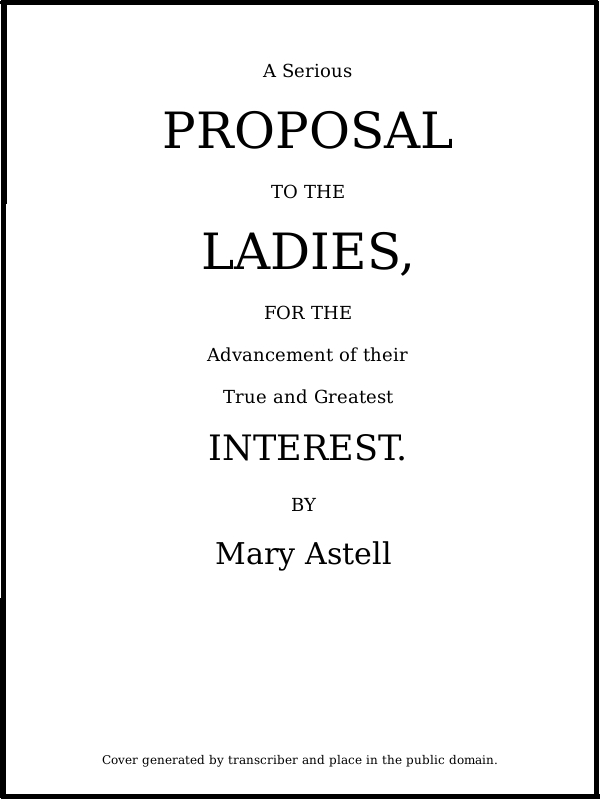 A Serious
PROPOSAL
TO THE
LADIES,
FOR THE
Advancement of their
True and Greatest
INTEREST.
BY
Mary Astell
Cover generated by transcriber and place in the public domain.